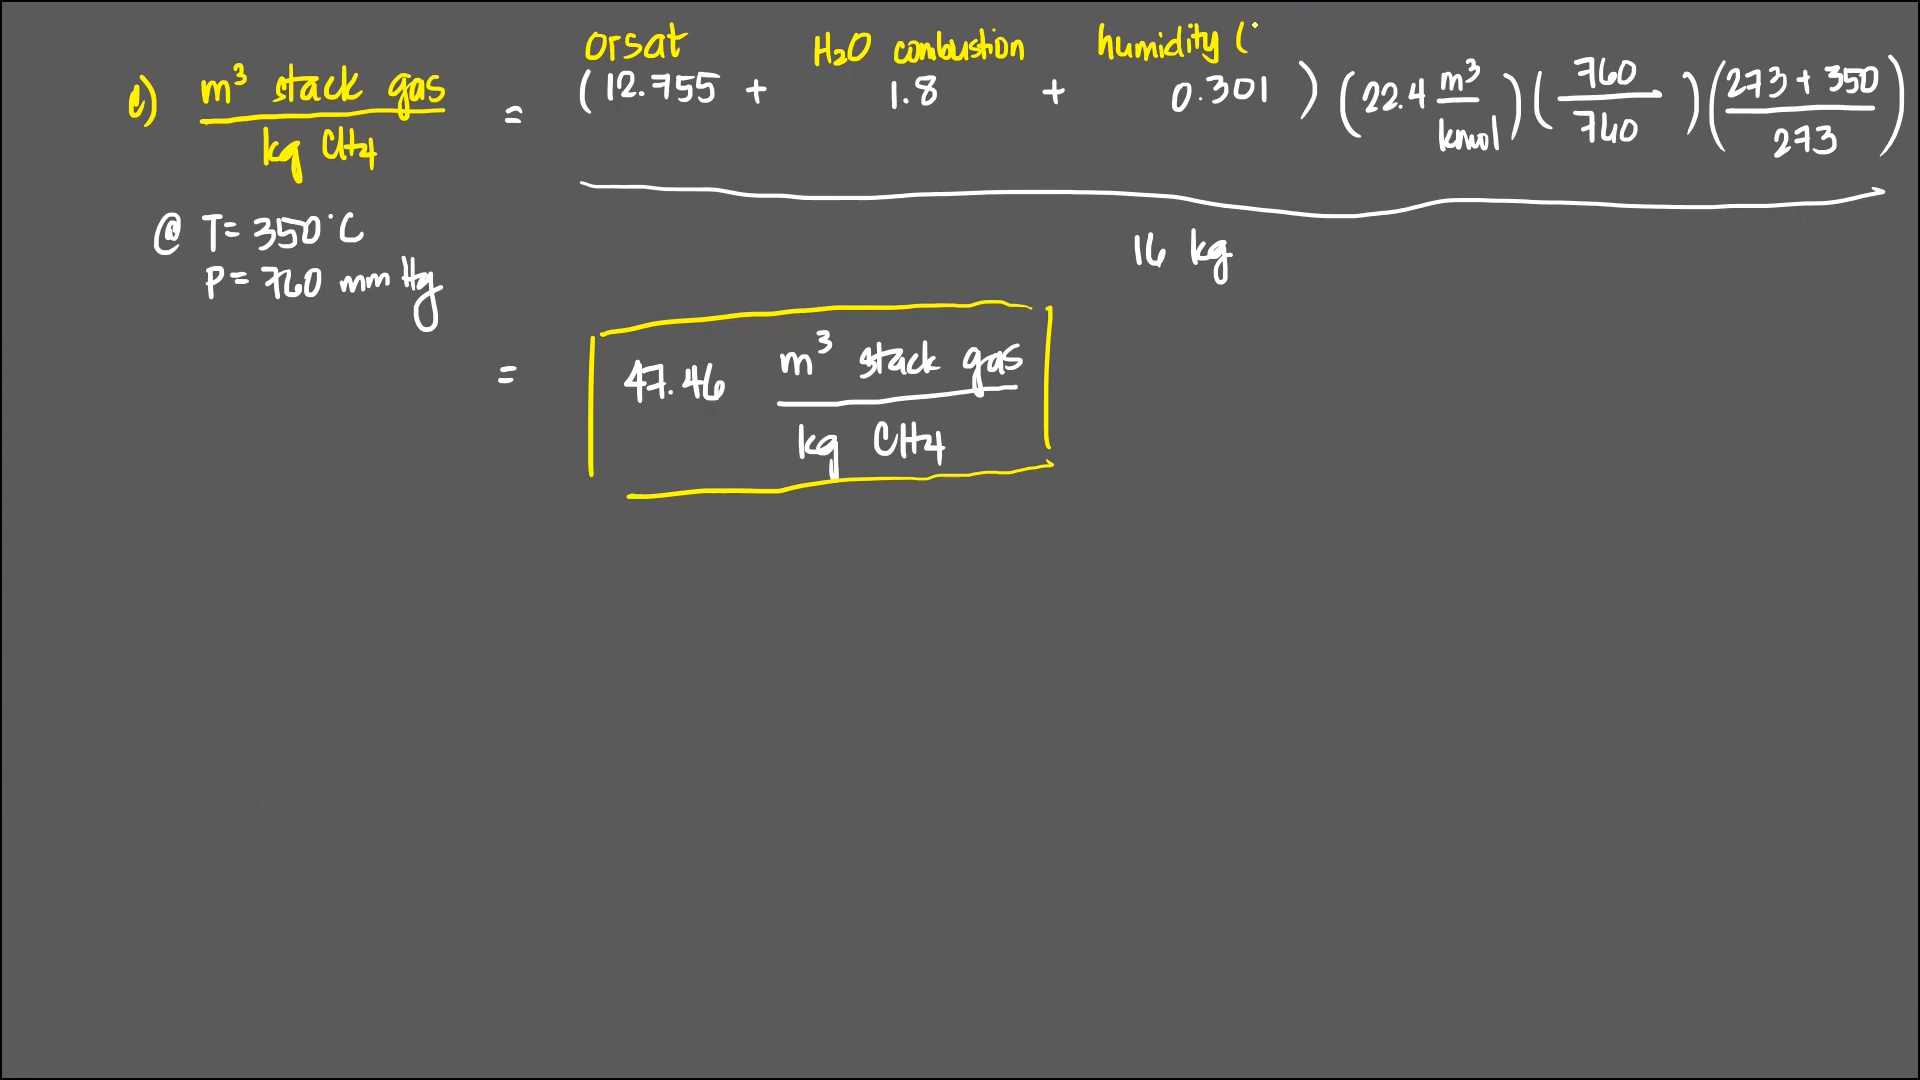 orsat H₂O combustion humidity (
e) m³ stack gas / kg CH4 = (12.755 + 1.8 + 0.301) (22.4 m³/kmol) (760/760) (273 + 350 / 273)
16 kg
@ T = 350°C
P = 760 mm Hg
= 47.46 m³ stack gas / kg CH4